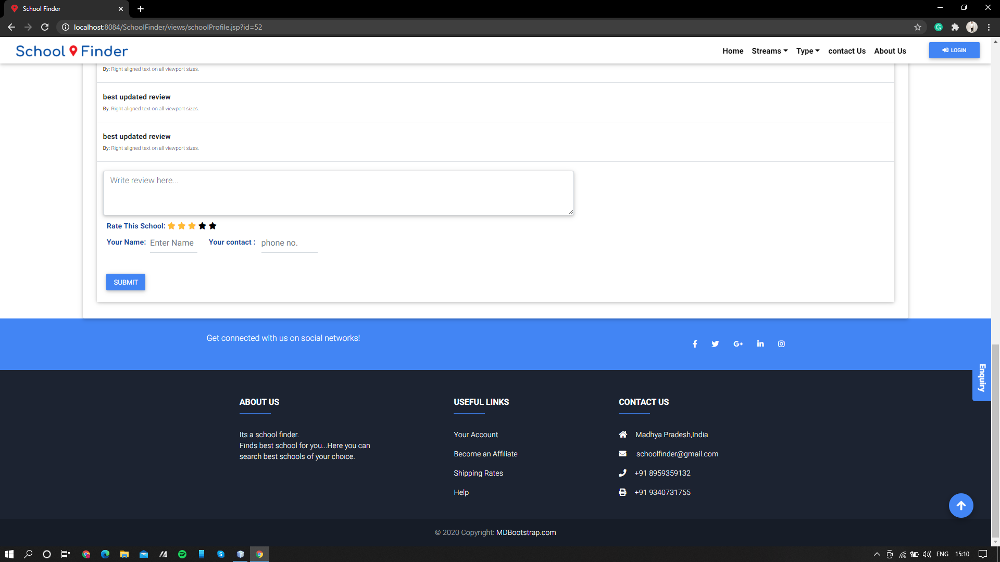 School Finder
localhost:8084/SchoolFinder/views/schoolProfile.jsp?id=52
School Finder
Home Streams Type contact Us About Us LOGIN
By: Right aligned text on all viewport sizes.
best updated review
By: Right aligned text on all viewport sizes.
best updated review
By: Right aligned text on all viewport sizes.
Write review here...
Rate This School:
Your Name: Enter Name Your contact : phone no.
SUBMIT
Get connected with us on social networks!
Enquiry
ABOUT US
Its a school finder.
Finds best school for you...Here you can
search best schools of your choice.
USEFUL LINKS
Your Account
Become an Affiliate
Shipping Rates
Help
CONTACT US
Madhya Pradesh,India
schoolfinder@gmail.com
+91 8959359132
+91 9340731755
© 2020 Copyright: MDBootstrap.com
ENG 15:10